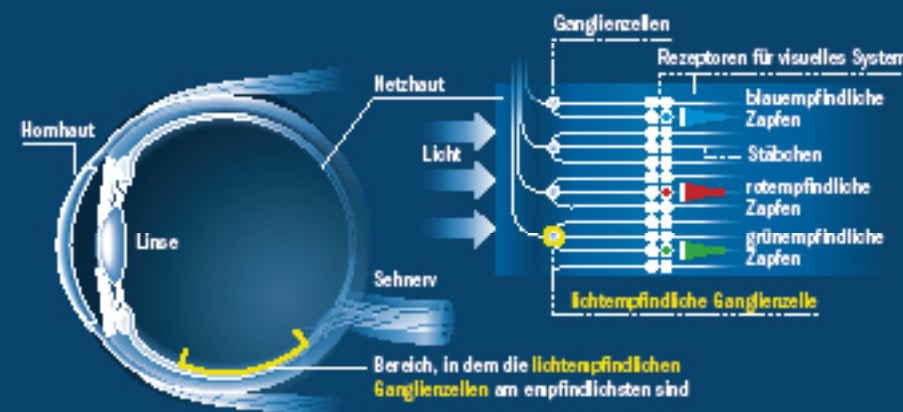 Ganglienzellen
Rezeptoren für visuelles System
Netzhaut
blauempfindliche
Zapfen
Hornhaut
Licht
Stäbchen
rotempfindliche
Zapfen
Linse
grünempfindliche
Zapfen
Sehnerv
lichtempfindliche Ganglienzelle
Bereich, in dem die lichtempfindlichen
Ganglienzellen am empfindlichsten sind